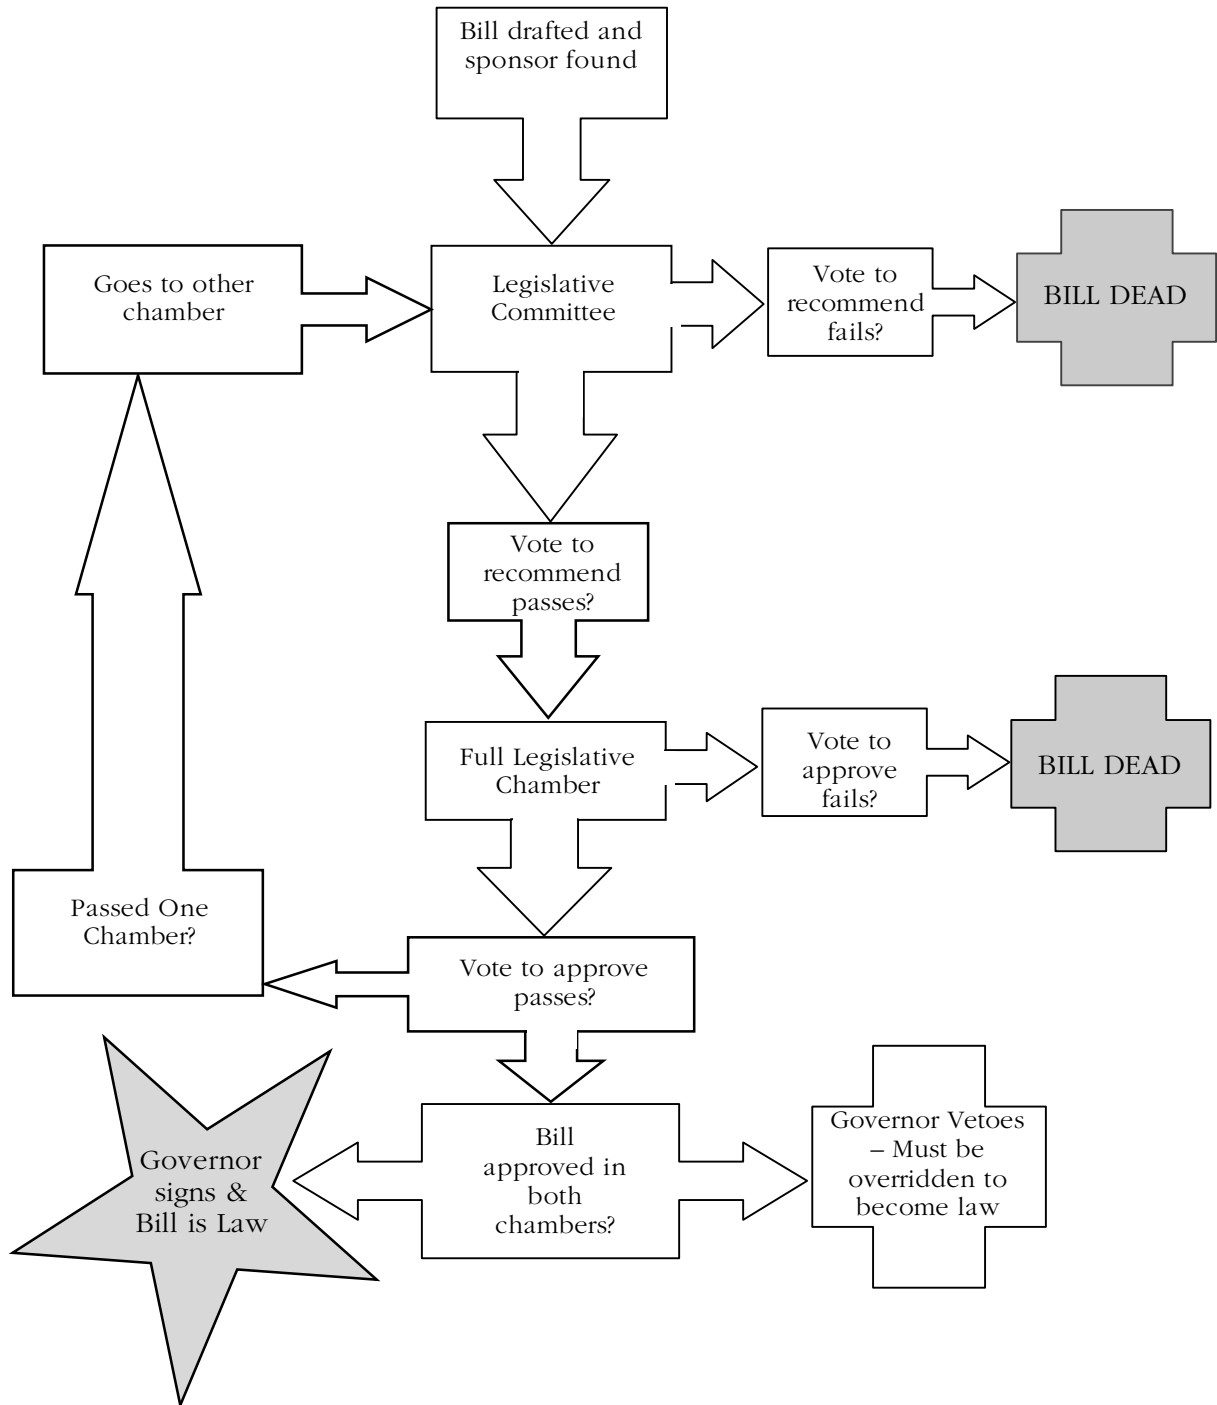 Bill drafted and
sponsor found
Goes to other
chamber
Legislative
Committee
Vote to
recommend
fails?
BILL DEAD
Vote to
recommend
passes?
Full Legislative
Chamber
Vote to
approve
fails?
BILL DEAD
Passed One
Chamber?
Vote to approve
passes?
Governor
signs &
Bill is Law
Bill
approved in
both
chambers?
Governor Vetoes
– Must be
overridden to
become law